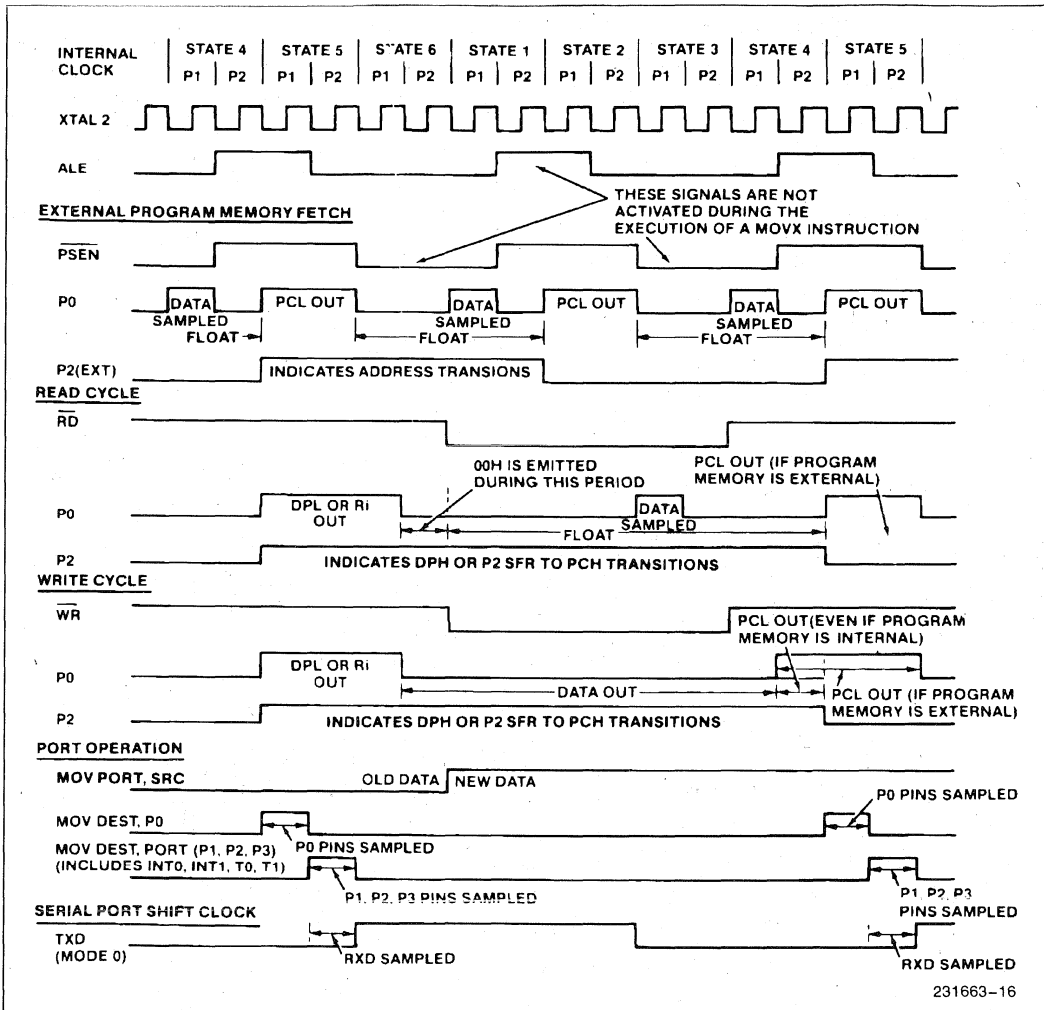 INTERNAL CLOCK
STATE 4 STATE 5 STATE 6 STATE 1 STATE 2 STATE 3 STATE 4 STATE 5
P1 P2 P1 P2 P1 P2 P1 P2 P1 P2 P1 P2 P1 P2 P1 P2
XTAL 2
ALE
THESE SIGNALS ARE NOT
ACTIVATED DURING THE
EXECUTION OF A MOVX INSTRUCTION
EXTERNAL PROGRAM MEMORY FETCH
PSEN
P0
DATA PCL OUT DATA PCL OUT DATA PCL OUT
SAMPLED SAMPLED SAMPLED
FLOAT FLOAT FLOAT
P2(EXT)
INDICATES ADDRESS TRANSIONS
READ CYCLE
RD
00H IS EMITTED
DURING THIS PERIOD
PCL OUT (IF PROGRAM
MEMORY IS EXTERNAL)
P0
DPL OR Ri
OUT
DATA
SAMPLED
FLOAT
P2
INDICATES DPH OR P2 SFR TO PCH TRANSITIONS
WRITE CYCLE
WR
PCL OUT(EVEN IF PROGRAM
MEMORY IS INTERNAL)
P0
DPL OR Ri
OUT
DATA OUT
PCL OUT (IF PROGRAM
MEMORY IS EXTERNAL)
P2
INDICATES DPH OR P2 SFR TO PCH TRANSITIONS
PORT OPERATION
MOV PORT, SRC
OLD DATA NEW DATA
P0 PINS SAMPLED
MOV DEST, P0
P0 PINS SAMPLED
MOV DEST, PORT (P1, P2, P3)
(INCLUDES INT0, INT1, T0, T1)
P1, P2, P3 PINS SAMPLED
P1, P2, P3
PINS SAMPLED
SERIAL PORT SHIFT CLOCK
TXD
(MODE 0)
RXD SAMPLED
RXD SAMPLED
231663–16